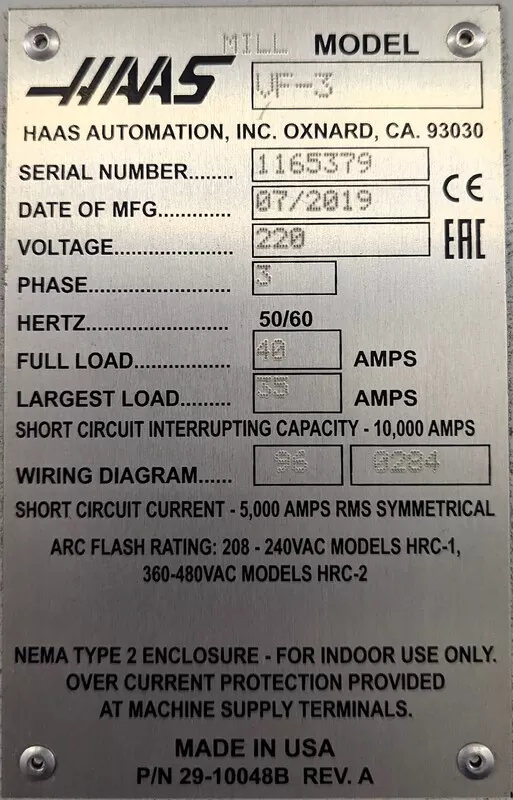 MILL MODEL
HAAS VF-3
HAAS AUTOMATION, INC. OXNARD, CA. 93030
SERIAL NUMBER........ 1165379
DATE OF MFG............. 07/2019 CE
VOLTAGE..................... 220 EAC
PHASE......................... 3
HERTZ......................... 50/60
FULL LOAD................. 40 AMPS
LARGEST LOAD......... 35 AMPS
SHORT CIRCUIT INTERRUPTING CAPACITY - 10,000 AMPS
WIRING DIAGRAM...... 96 0284
SHORT CIRCUIT CURRENT - 5,000 AMPS RMS SYMMETRICAL
ARC FLASH RATING: 208 - 240VAC MODELS HRC-1,
360-480VAC MODELS HRC-2
NEMA TYPE 2 ENCLOSURE - FOR INDOOR USE ONLY.
OVER CURRENT PROTECTION PROVIDED
AT MACHINE SUPPLY TERMINALS.
MADE IN USA
P/N 29-10048B REV. A